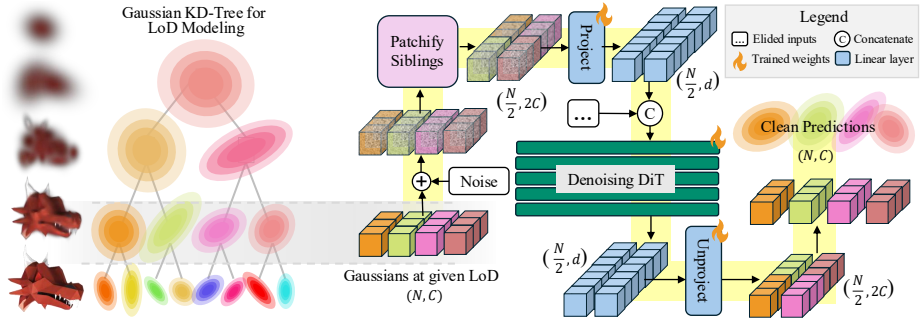 Gaussian KD-Tree for
LoD Modeling
Patchify
Siblings
Noise
+
Gaussians at given LoD
(N, C)
(N/2, 2C)
Project
(N/2, d)
...
C
Denoising DiT
(N/2, d)
Unproject
(N/2, 2C)
Clean Predictions
(N, C)
Legend
... Elided inputs
C Concatenate
Trained weights
Linear layer